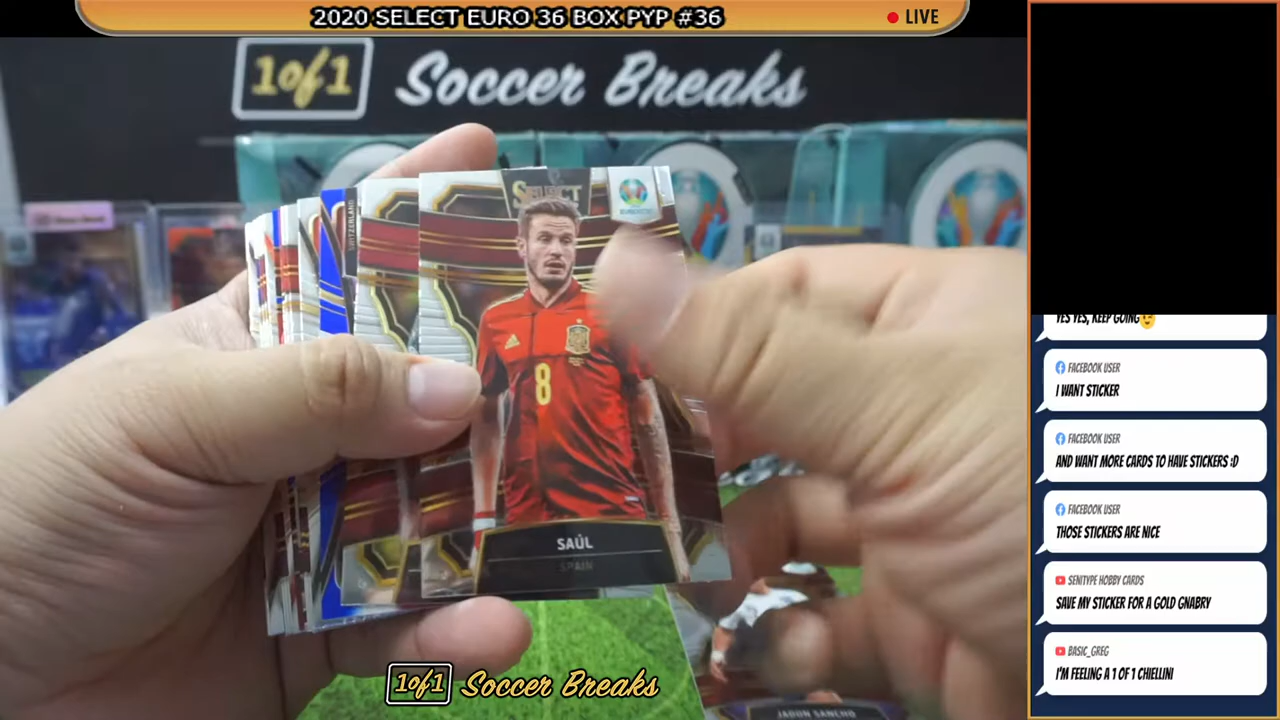 2020 SELECT EURO 36 BOX PYP #36
LIVE
1of1 Soccer Breaks
SELECT
SWITZERLAND
8
SAÚL
SPAIN
JADON SANCHO
1of1 Soccer Breaks
YES YES, KEEP GOING😉
FACEBOOK USER
I WANT STICKER
FACEBOOK USER
AND WANT MORE CARDS TO HAVE STICKERS :D
FACEBOOK USER
THOSE STICKERS ARE NICE
SENITYPE HOBBY CARDS
SAVE MY STICKER FOR A GOLD GNABRY
BASIC_GREG
I'M FEELING A 1 OF 1 CHIELLINI